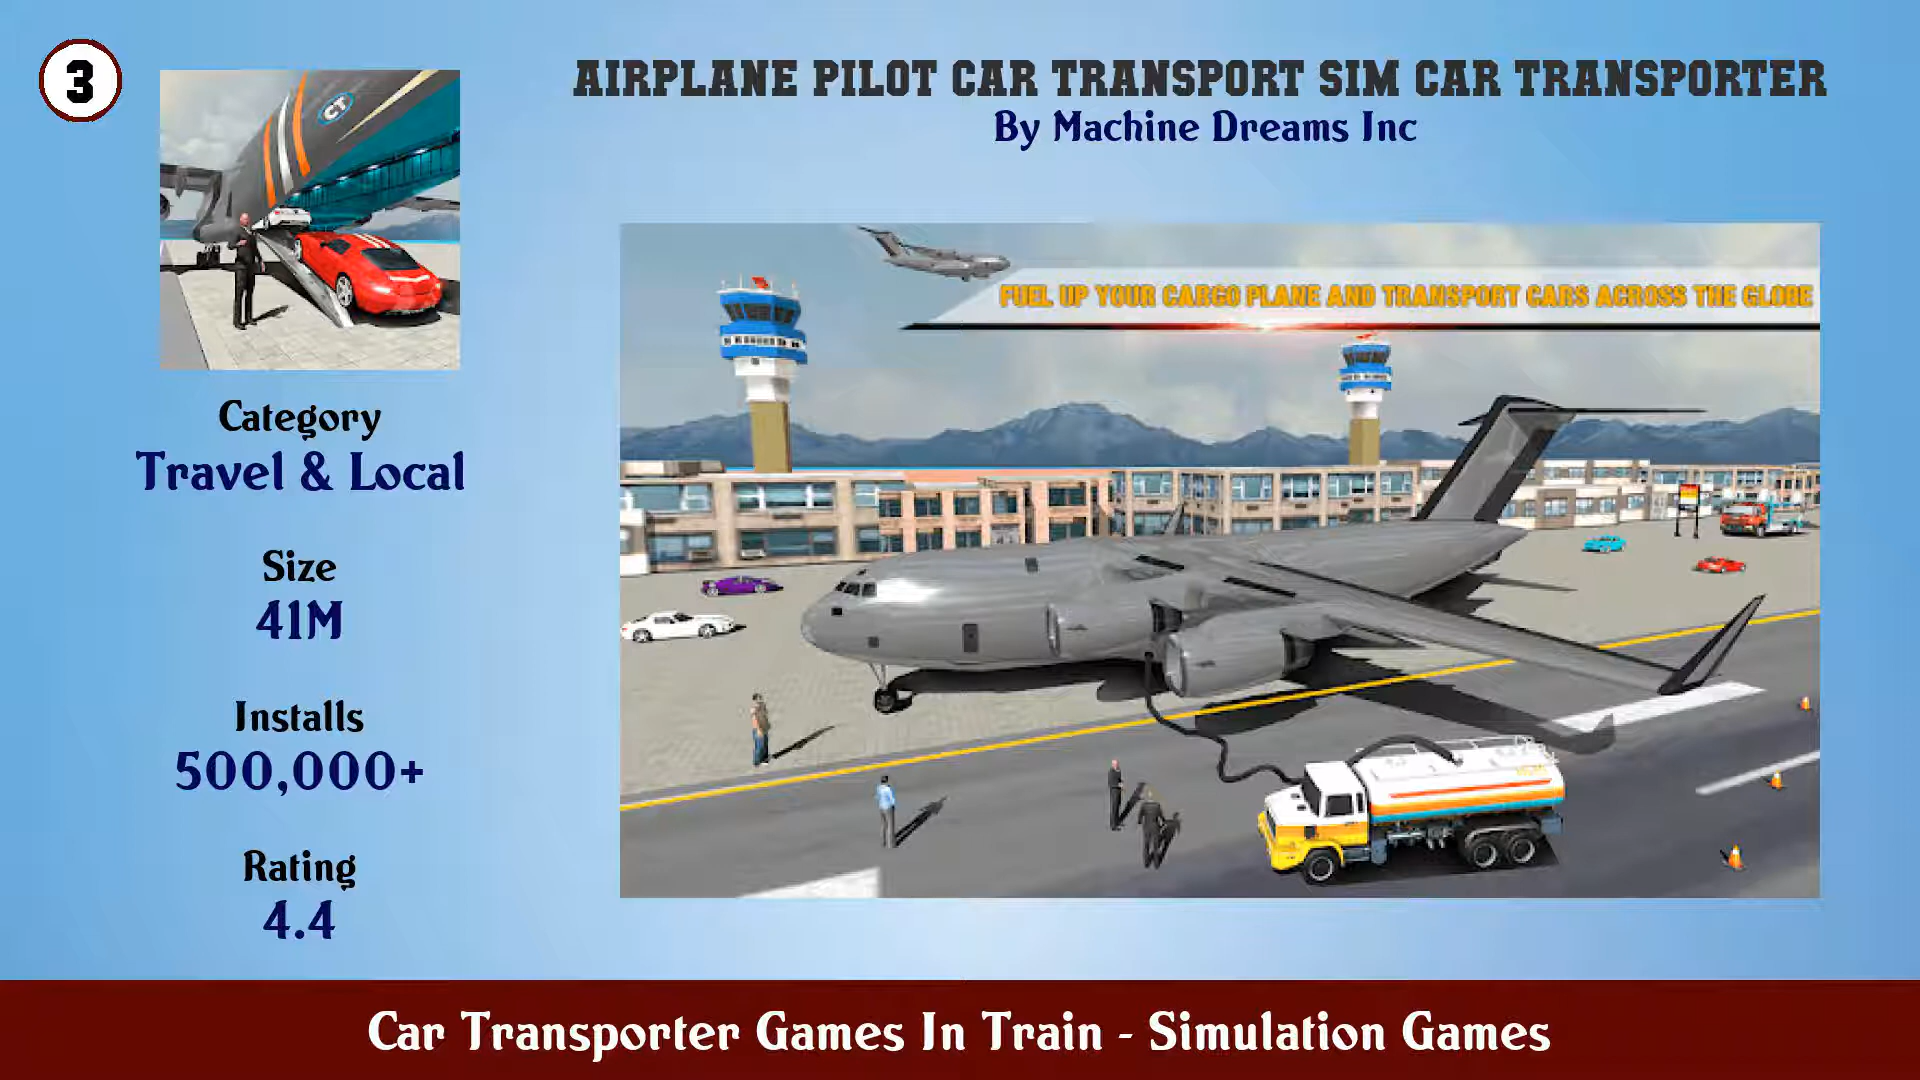 3
AIRPLANE PILOT CAR TRANSPORT SIM CAR TRANSPORTER
By Machine Dreams Inc
CT
FUEL UP YOUR CARGO PLANE AND TRANSPORT CARS ACROSS THE GLOBE
Category
Travel & Local
Size
41M
Installs
500,000+
Rating
4.4
Car Transporter Games In Train - Simulation Games